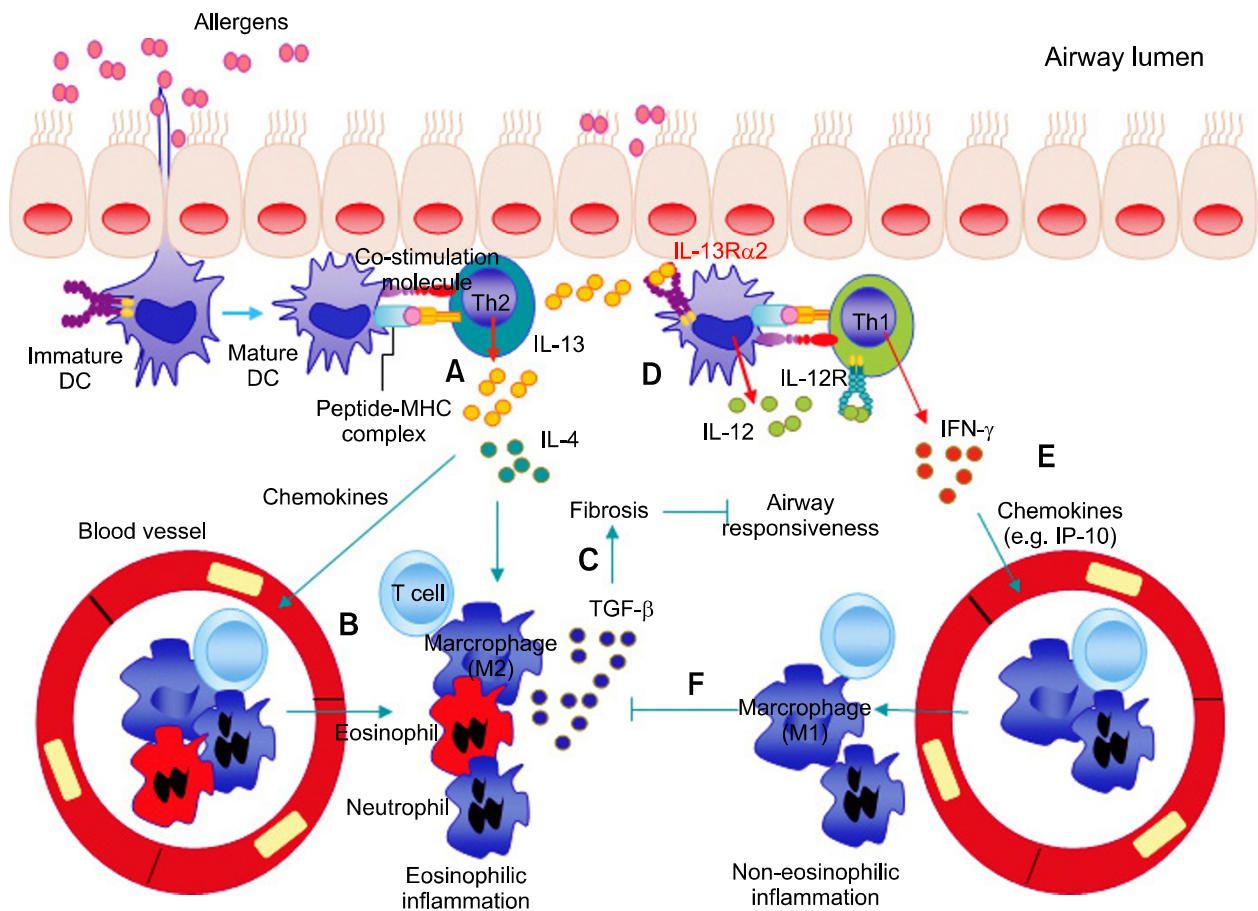 Allergens
Airway lumen
Co-stimulation
molecule
IL-13Rα2
Th2
Th1
Immature
DC
Mature
DC
IL-13
A
D
IL-12R
Peptide-MHC
complex
IL-12
IL-4
IFN-γ
E
Chemokines
Fibrosis
Airway
responsiveness
Chemokines
(e.g. IP-10)
Blood vessel
C
T cell
TGF-β
B
Marcrophage
(M2)
F
Marcrophage
(M1)
Eosinophil
Neutrophil
Eosinophilic
inflammation
Non-eosinophilic
inflammation